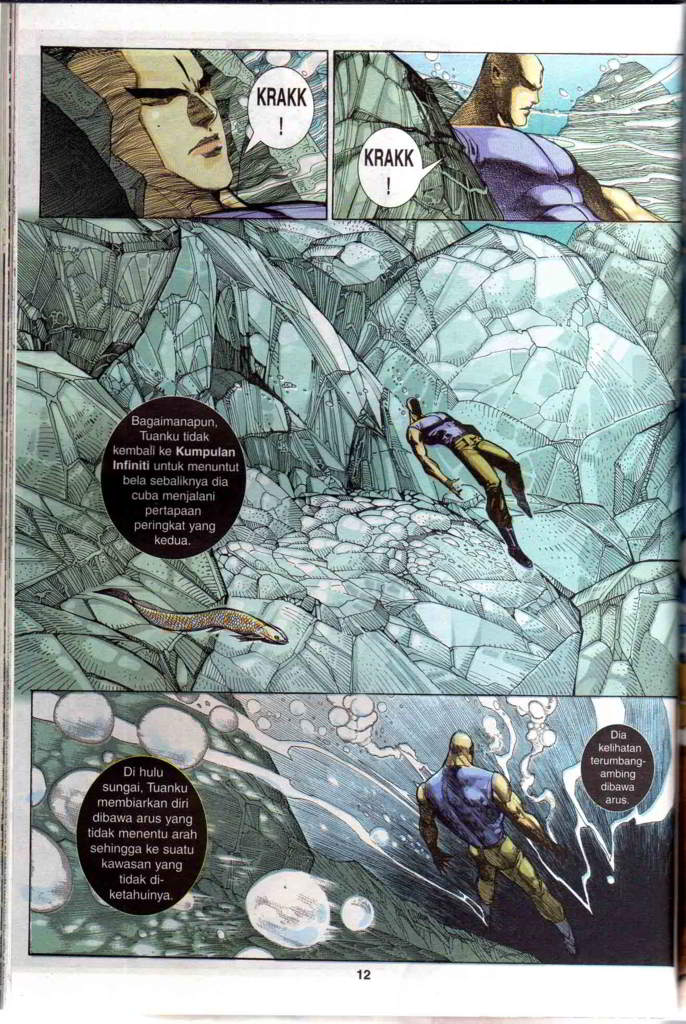 KRAKK
!
KRAKK
!
Bagaimanapun,
Tuanku tidak
kembali ke Kumpulan
Infiniti untuk menuntut
bela sebaliknya dia
cuba menjalani
pertapaan
peringkat yang
kedua.
Di hulu
sungai, Tuanku
membiarkan diri
dibawa arus yang
tidak menentu arah
sehingga ke suatu
kawasan yang
tidak di-
ketahuinya.
Dia
kelihatan
terumbang-
ambing
dibawa
arus.
12